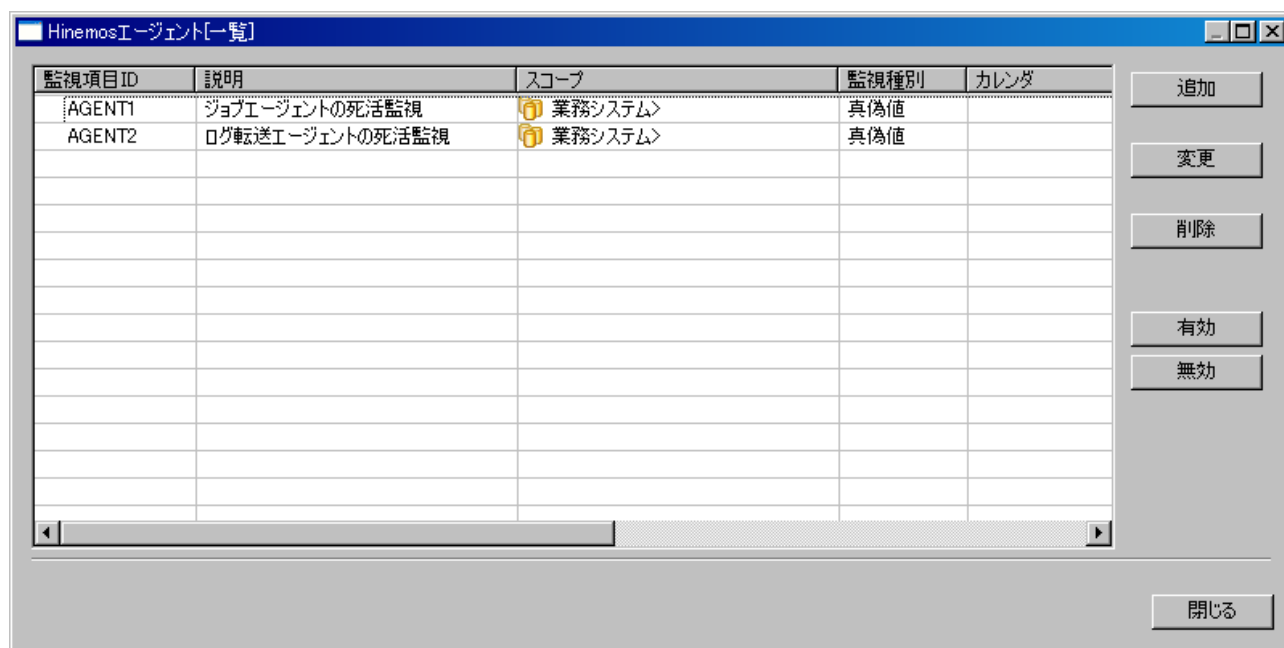 Hinemosエージェント[一覧]
監視項目ID 説明 スコープ 監視種別 カレンダ
AGENT1 ジョブエージェントの死活監視 業務システム> 真偽値
AGENT2 ログ転送エージェントの死活監視 業務システム> 真偽値
追加
変更
削除
有効
無効
閉じる